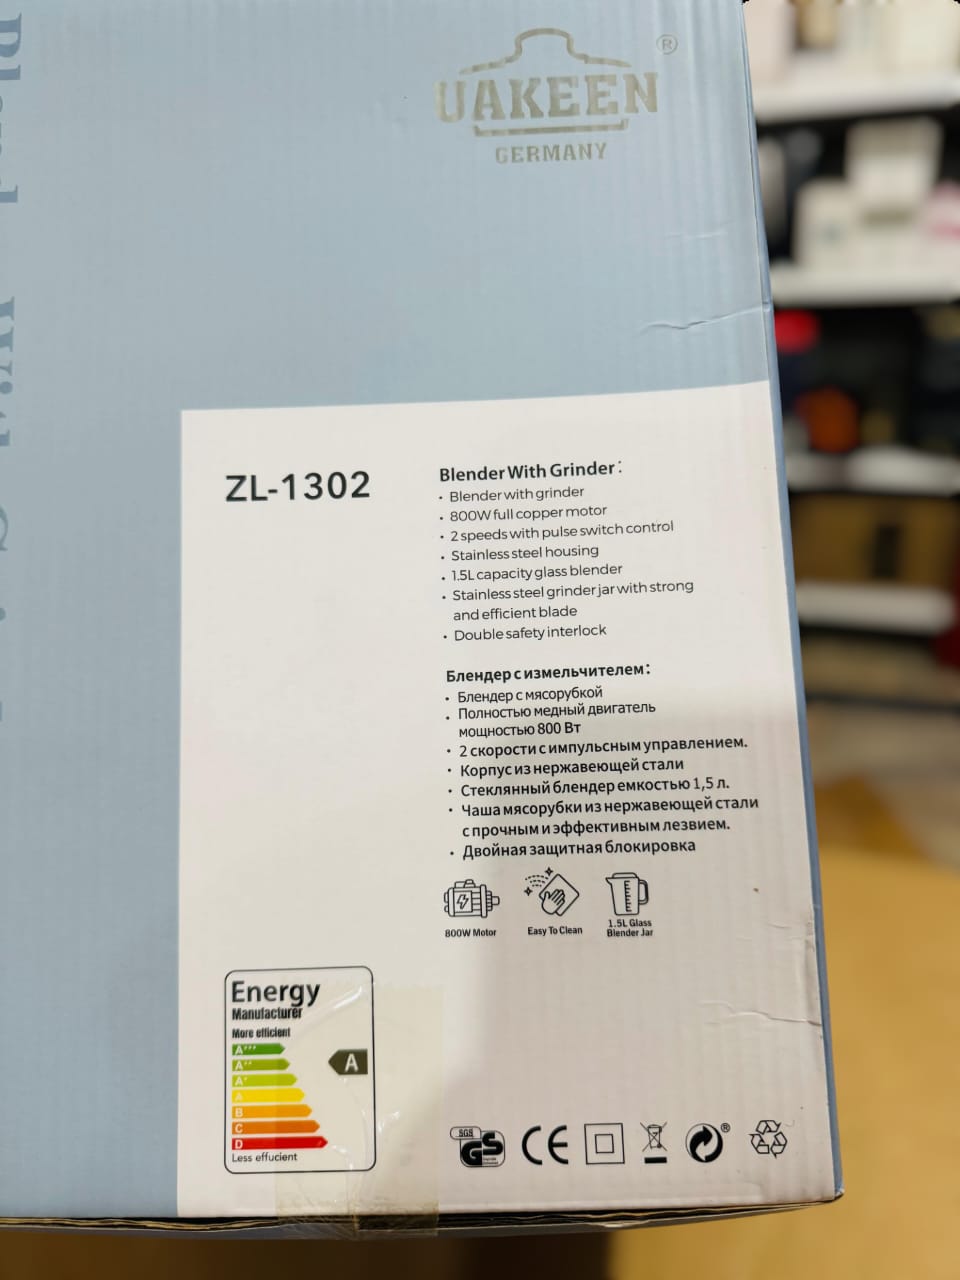 UAKEEN ®
GERMANY
ZL-1302
Blender With Grinder:
• Blender with grinder
• 800W full copper motor
• 2 speeds with pulse switch control
• Stainless steel housing
• 1.5L capacity glass blender
• Stainless steel grinder jar with strong
and efficient blade
• Double safety interlock
Блендер с измельчителем:
• Блендер с мясорубкой
• Полностью медный двигатель
мощностью 800 Вт
• 2 скорости с импульсным управлением.
• Корпус из нержавеющей стали
• Стеклянный блендер емкостью 1,5 л.
• Чаша мясорубки из нержавеющей стали
с прочным и эффективным лезвием.
• Двойная защитная блокировка
800W Motor
Easy To Clean
1.5L Glass
Blender Jar
Energy
Manufacturer
More efficient
A+++
A++
A+
A
B
C
D
A
Less effucient
SGS
GS
CE
®